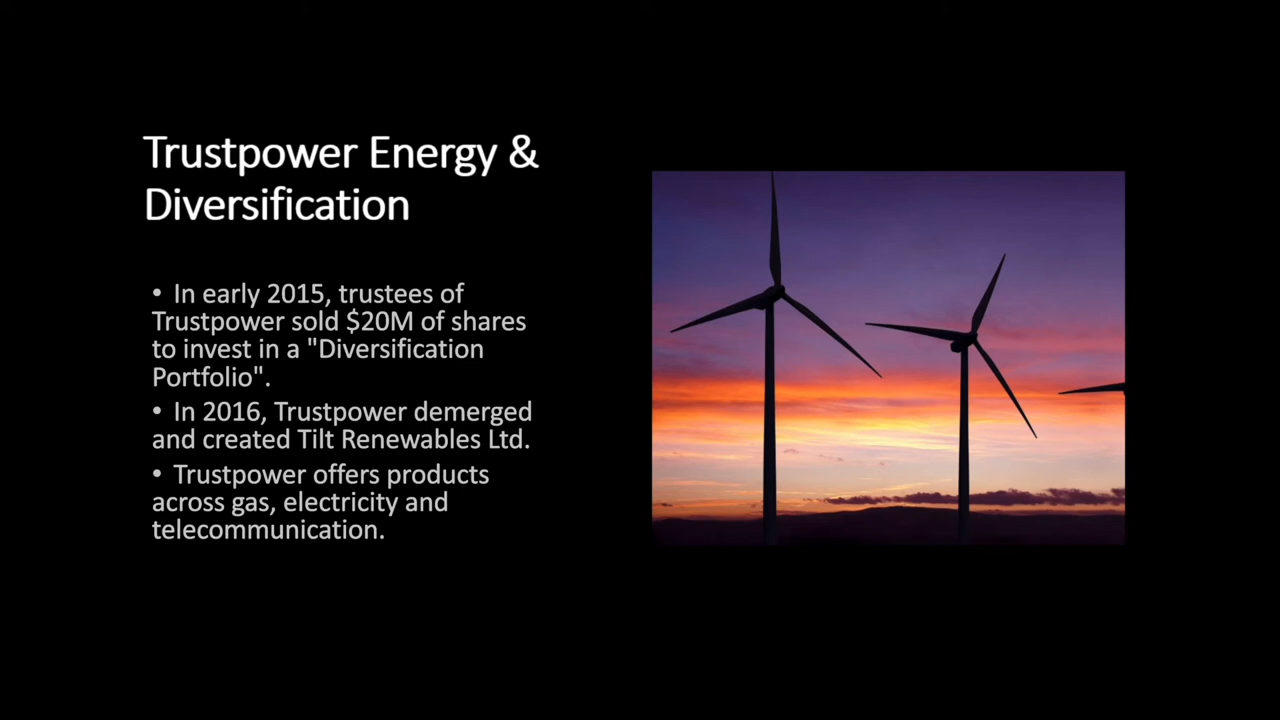 Trustpower Energy &
Diversification
• In early 2015, trustees of
Trustpower sold $20M of shares
to invest in a "Diversification
Portfolio".
• In 2016, Trustpower demerged
and created Tilt Renewables Ltd.
• Trustpower offers products
across gas, electricity and
telecommunication.